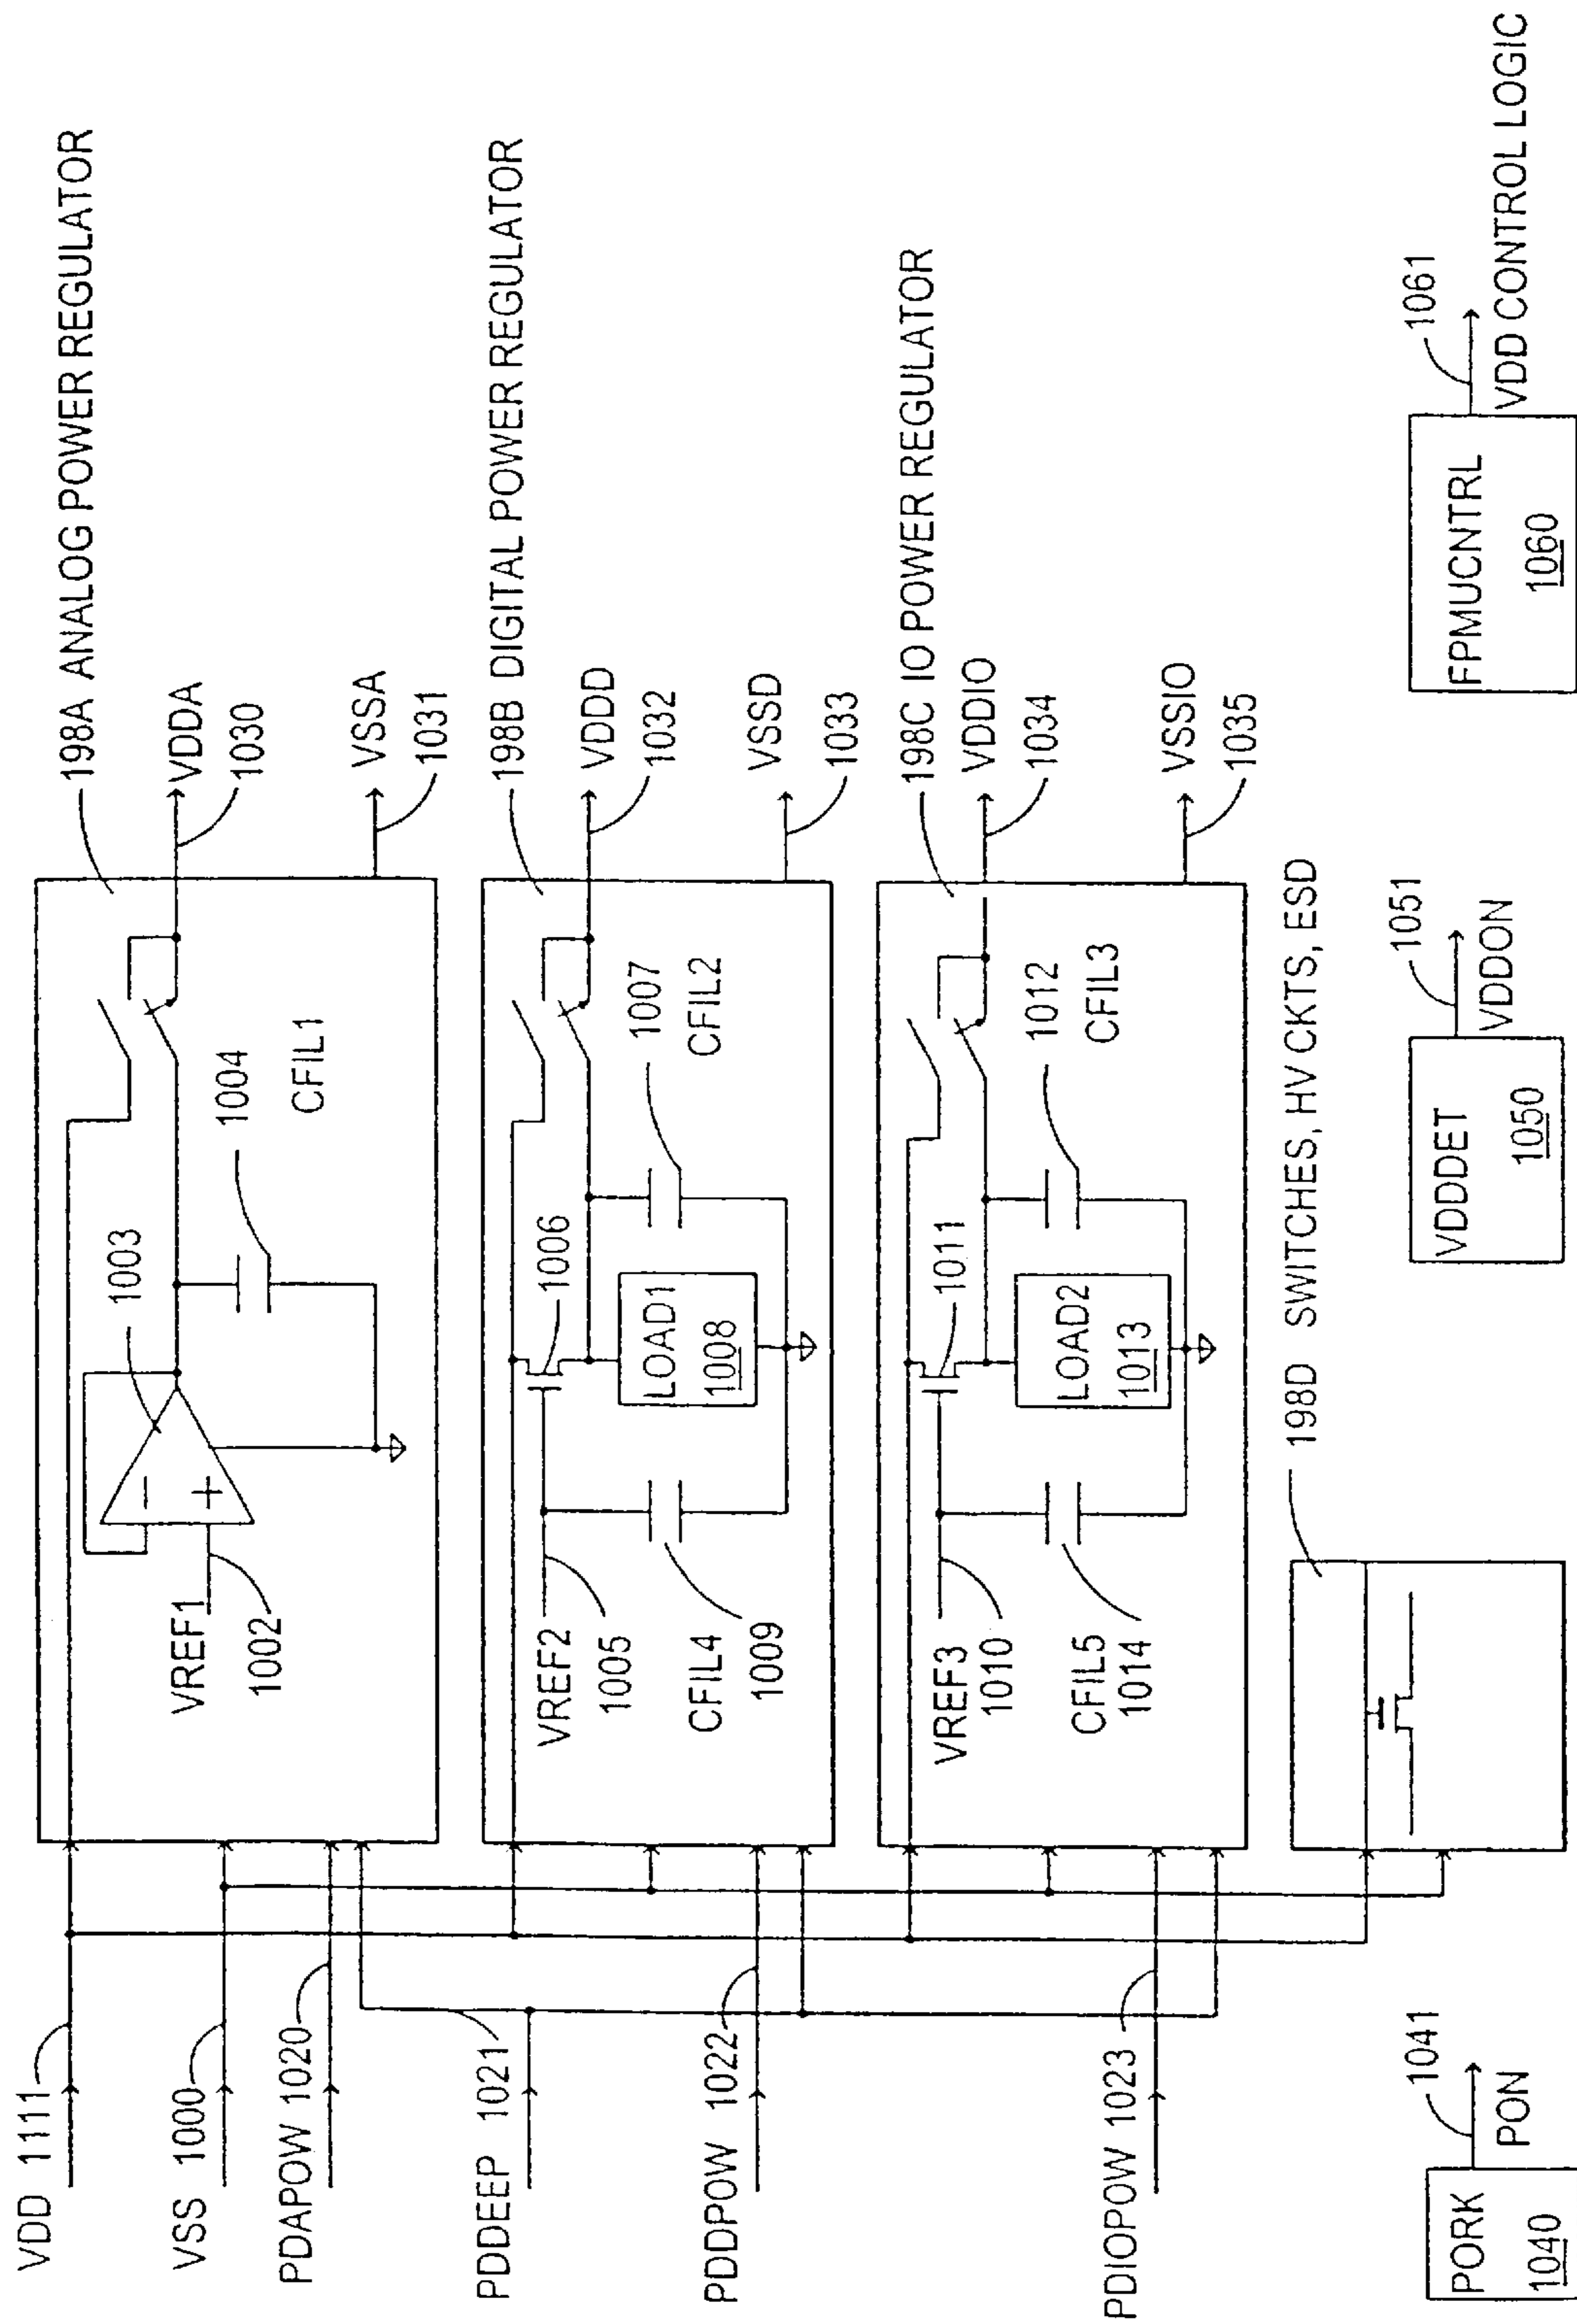 VDD 1111
VSS 1000
PDAPOW 1020
PDDEEP 1021
PDDPOW 1022
PDIOPOW 1023
198A ANALOG POWER REGULATOR
VREF1
1002
−
+
1003
1004
CFIL1
VDDA
1030
VSSA
1031
198B DIGITAL POWER REGULATOR
VREF2
1005
CFIL4
1009
1006
LOAD1
1008
1007
CFIL2
VDDD
1032
VSSD
1033
198C IO POWER REGULATOR
VREF3
1010
CFIL5
1014
1011
LOAD2
1013
1012
CFIL3
VDDIO
1034
VSSIO
1035
198D SWITCHES, HV CKTS, ESD
PORK
1040
1041
PON
VDDDET
1050
1051
VDDON
FPMUCNTRL
1060
1061
VDD CONTROL LOGIC